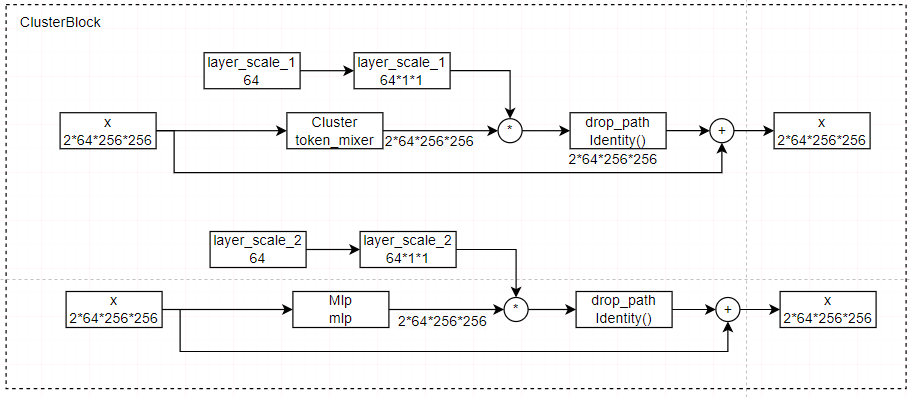 ClusterBlock
layer_scale_1
64
layer_scale_1
64*1*1
x
2*64*256*256
Cluster
token_mixer
2*64*256*256
*
drop_path
Identity()
2*64*256*256
+
x
2*64*256*256
layer_scale_2
64
layer_scale_2
64*1*1
x
2*64*256*256
Mlp
mlp
2*64*256*256
*
drop_path
Identity()
+
x
2*64*256*256